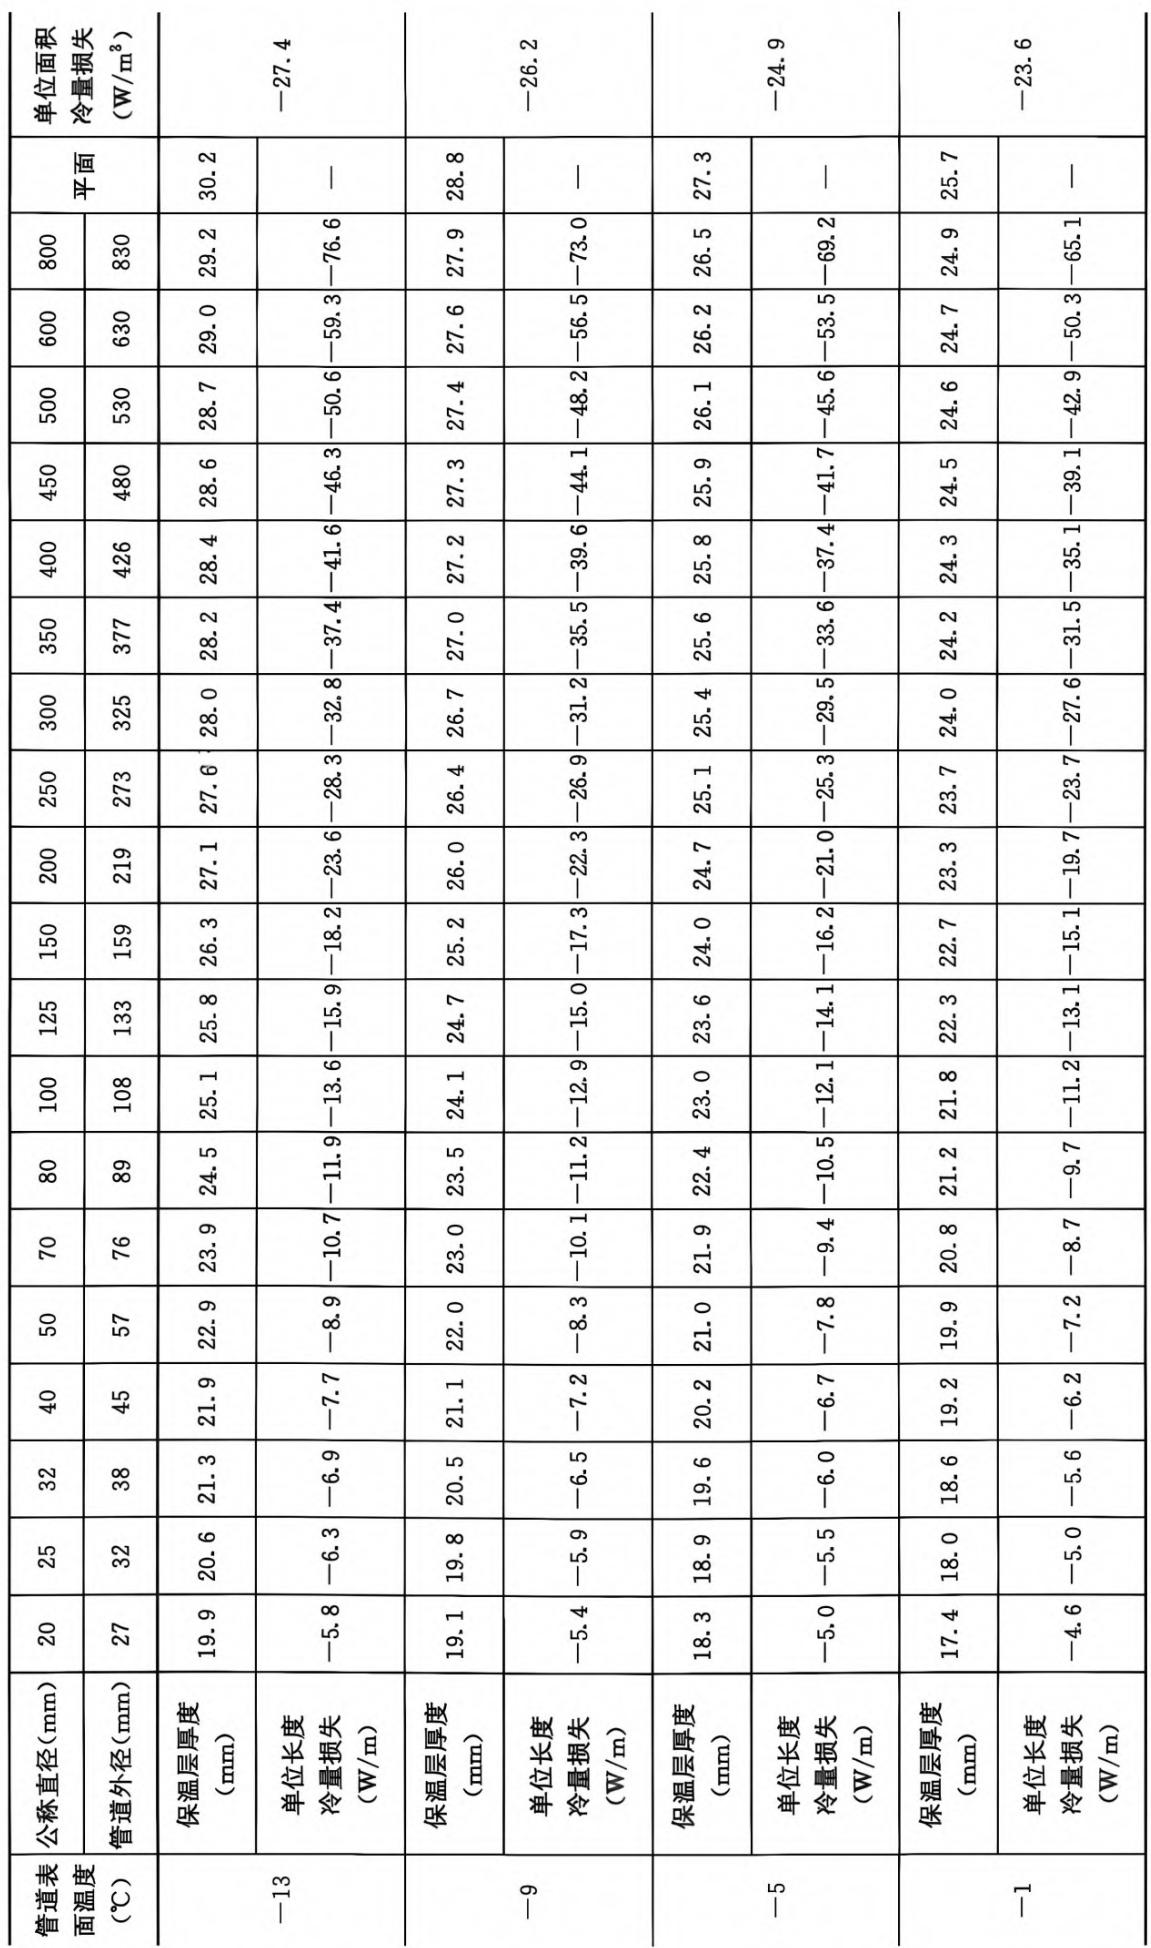 管道表面温度(℃) 公称直径(mm) 20 25 32 40 50 70 80 100 125 150 200 250 300 350 400 450 500 600 800 平面 单位面积冷量损失(W/m³)
管道外径(mm) 27 32 38 45 57 76 89 108 133 159 219 273 325 377 426 480 530 630 830
—13 保温层厚度(mm) 19.9 20.6 21.3 21.9 22.9 23.9 24.5 25.1 25.8 26.3 27.1 27.6 28.0 28.2 28.4 28.6 28.7 29.0 29.2 30.2 —27.4
单位长度冷量损失(W/m) —5.8 —6.3 —6.9 —7.7 —8.9 —10.7 —11.9 —13.6 —15.9 —18.2 —23.6 —28.3 —32.8 —37.4 —41.6 —46.3 —50.6 —59.3 —76.6 —
—9 保温层厚度(mm) 19.1 19.8 20.5 21.1 22.0 23.0 23.5 24.1 24.7 25.2 26.0 26.4 26.7 27.0 27.2 27.3 27.4 27.6 27.9 28.8 —26.2
单位长度冷量损失(W/m) —5.4 —5.9 —6.5 —7.2 —8.3 —10.1 —11.2 —12.9 —15.0 —17.3 —22.3 —26.9 —31.2 —35.5 —39.6 —44.1 —48.2 —56.5 —73.0 —
—5 保温层厚度(mm) 18.3 18.9 19.6 20.2 21.0 21.9 22.4 23.0 23.6 24.0 24.7 25.1 25.4 25.6 25.8 25.9 26.1 26.2 26.5 27.3 —24.9
单位长度冷量损失(W/m) —5.0 —5.5 —6.0 —6.7 —7.8 —9.4 —10.5 —12.1 —14.1 —16.2 —21.0 —25.3 —29.5 —33.6 —37.4 —41.7 —45.6 —53.5 —69.2 —
—1 保温层厚度(mm) 17.4 18.0 18.6 19.2 19.9 20.8 21.2 21.8 22.3 22.7 23.3 23.7 24.0 24.2 24.3 24.5 24.6 24.7 24.9 25.7 —23.6
单位长度冷量损失(W/m) —4.6 —5.0 —5.6 —6.2 —7.2 —8.7 —9.7 —11.2 —13.1 —15.1 —19.7 —23.7 —27.6 —31.5 —35.1 —39.1 —42.9 —50.3 —65.1 —